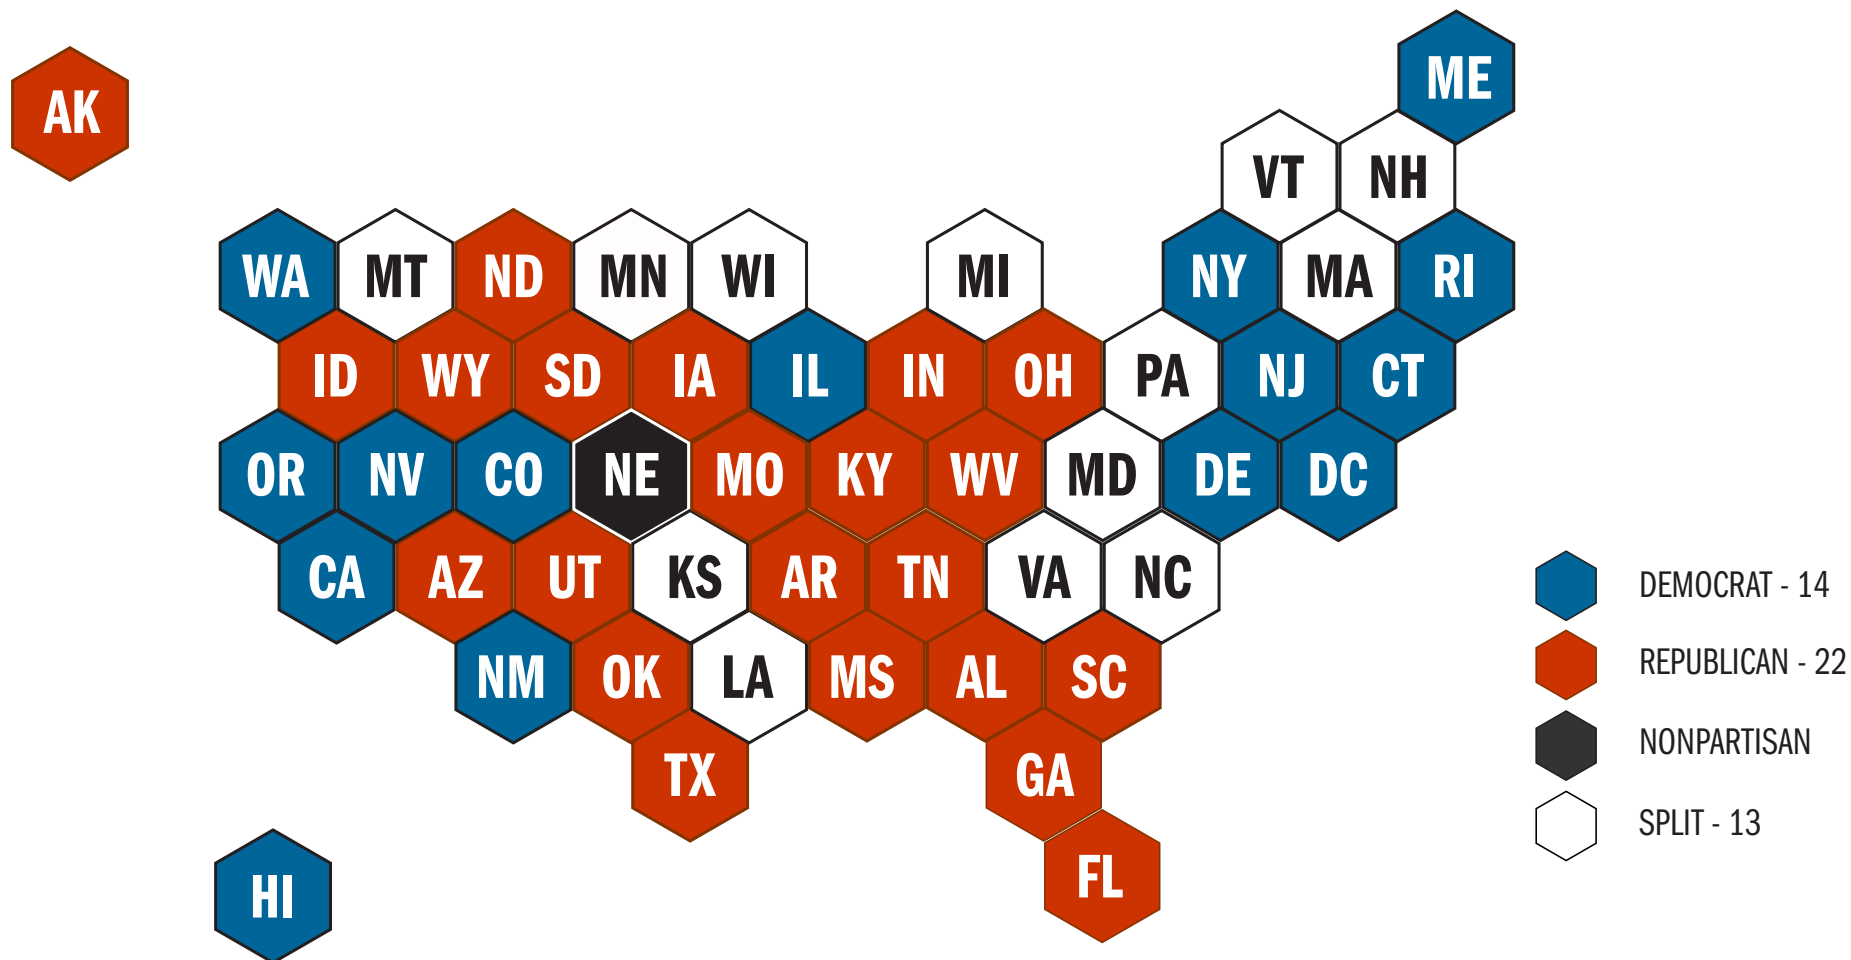 ME
AK
VT NH
WA MT ND MN WI MI NY MA RI
ID WY SD IA IL IN OH PA NJ CT
OR NV CO NE MO KY WV MD DE DC
CA AZ UT KS AR TN VA NC
NM OK LA MS AL SC
TX GA
FL
HI
DEMOCRAT - 14
REPUBLICAN - 22
NONPARTISAN
SPLIT - 13